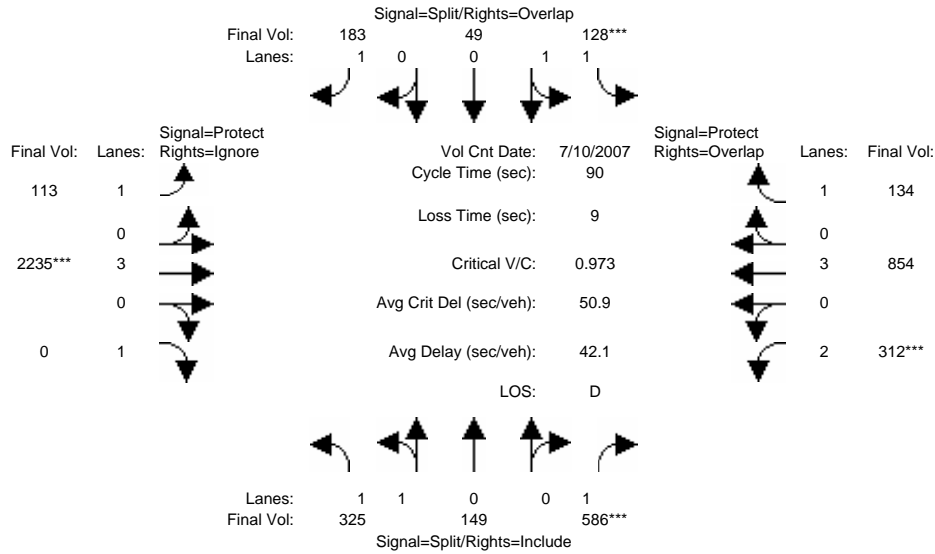 Signal=Split/Rights=Overlap
Final Vol: 183 49 128***
Lanes: 1 0 0 1 1
Signal=Protect
Final Vol: Lanes: Rights=Ignore
Vol Cnt Date: 7/10/2007
Signal=Protect
Rights=Overlap Lanes: Final Vol:
Cycle Time (sec): 90
113 1
1 134
Loss Time (sec): 9
0
0
2235*** 3
Critical V/C: 0.973
3 854
0
Avg Crit Del (sec/veh): 50.9
0
0 1
Avg Delay (sec/veh): 42.1
2 312***
LOS: D
Lanes: 1 1 0 0 1
Final Vol: 325 149 586***
Signal=Split/Rights=Include